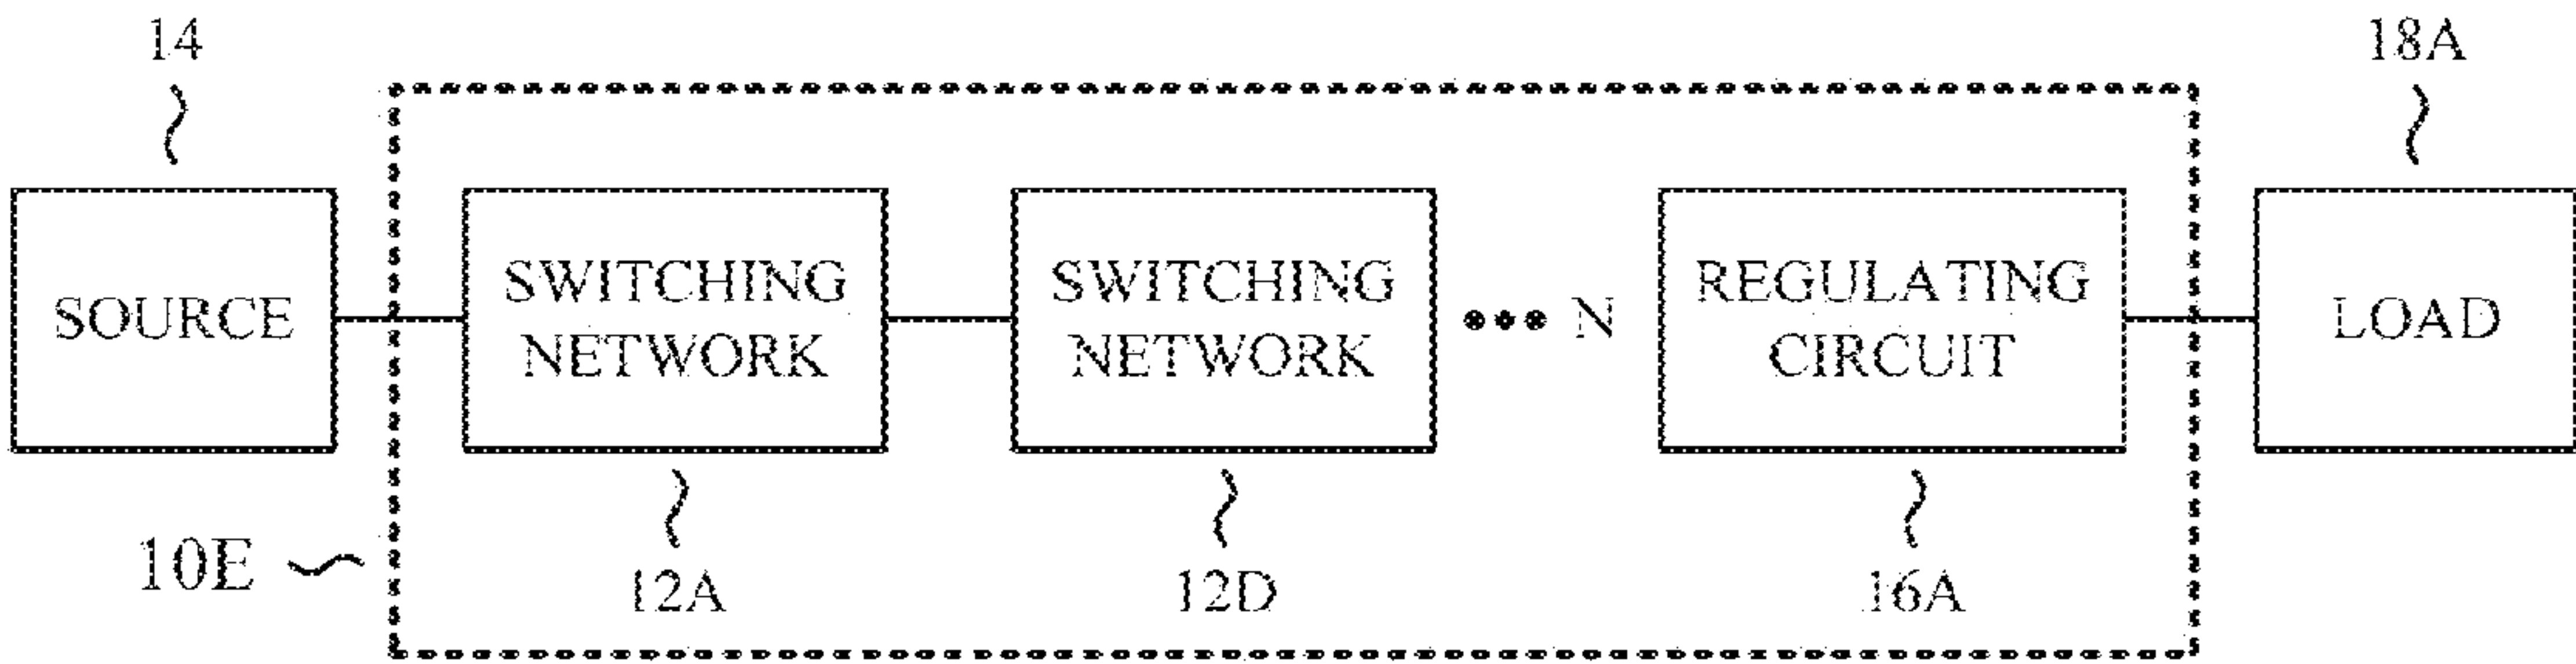 14
18A
SOURCE
SWITCHING
NETWORK
SWITCHING
NETWORK
••• N
REGULATING
CIRCUIT
LOAD
10E
12A
12D
16A